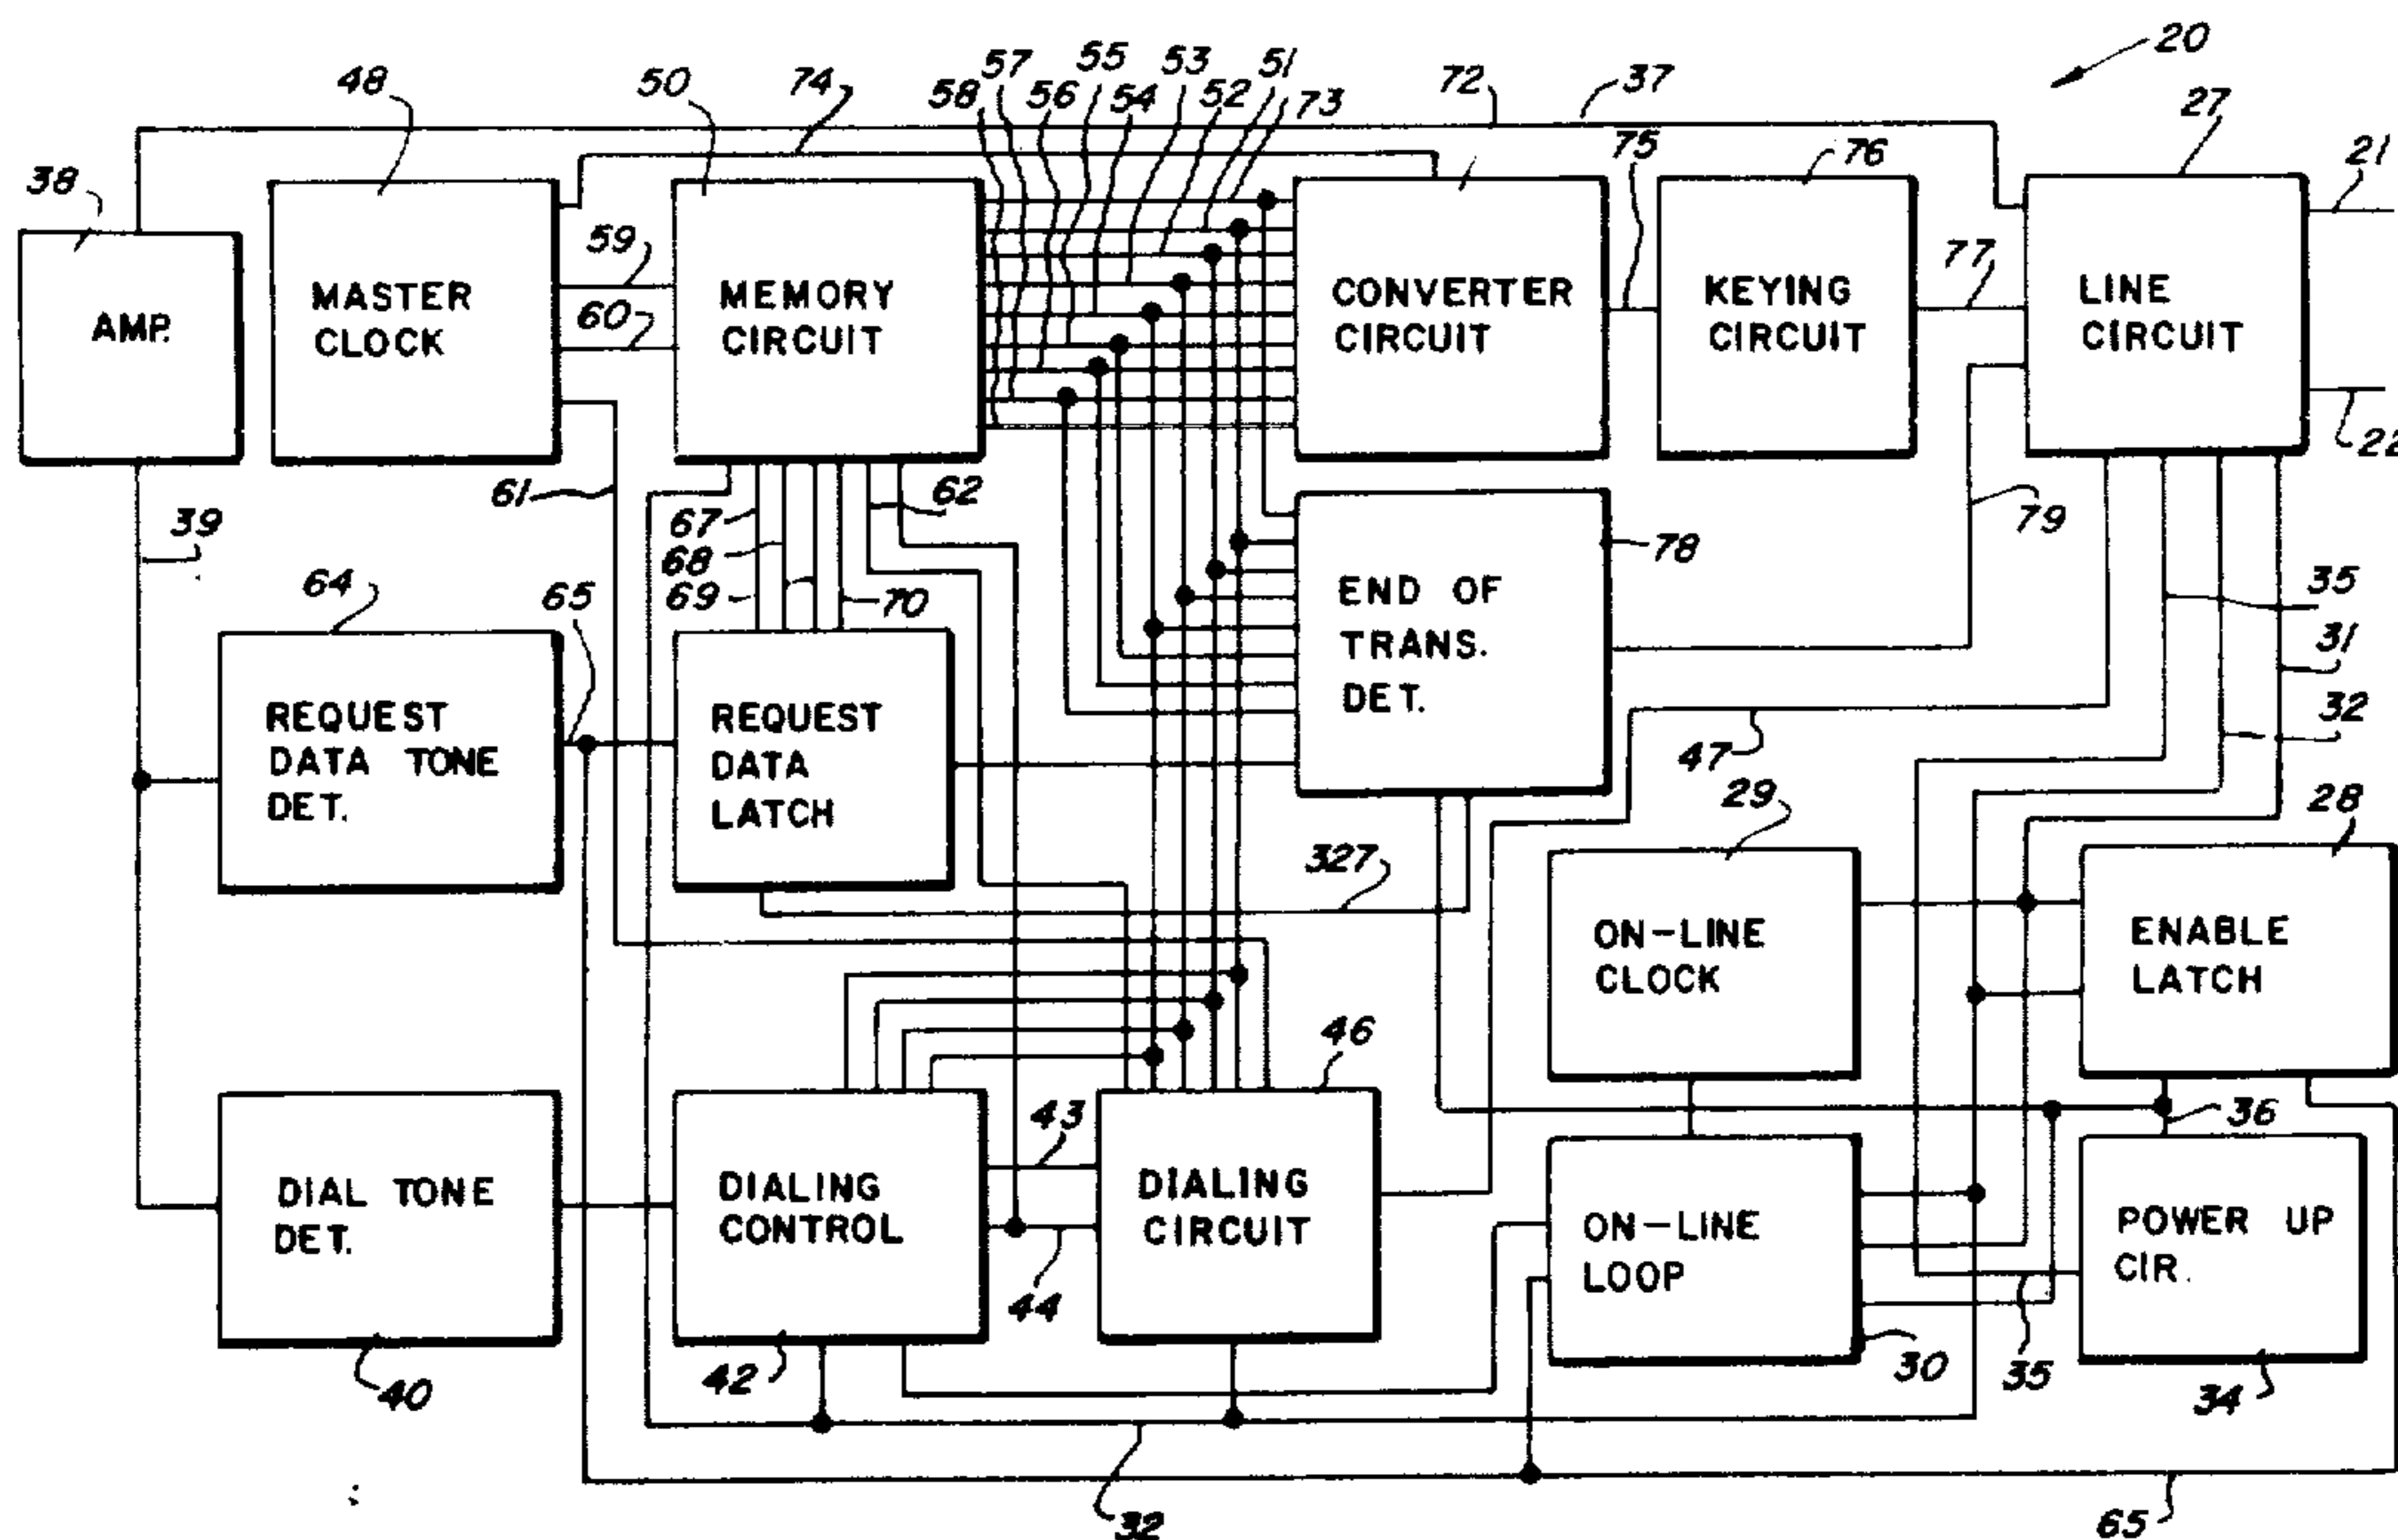 20
55 53 51
57
48 50 74 58 56 54 52 73 72 37 27
75 76 21
38
59
AMP.
MASTER
CLOCK
60
MEMORY
CIRCUIT
CONVERTER
CIRCUIT
KEYING
CIRCUIT
77
LINE
CIRCUIT
22
61
62
39
67
68
69
70
79
78
END OF
TRANS.
DET.
35
31
32
64
65
REQUEST
DATA TONE
DET.
REQUEST
DATA
LATCH
47
29
28
327
ON-LINE
CLOCK
ENABLE
LATCH
46
43
36
DIAL TONE
DET.
DIALING
CONTROL
DIALING
CIRCUIT
ON-LINE
LOOP
POWER UP
CIR.
44
40
42
30
35
34
32
65